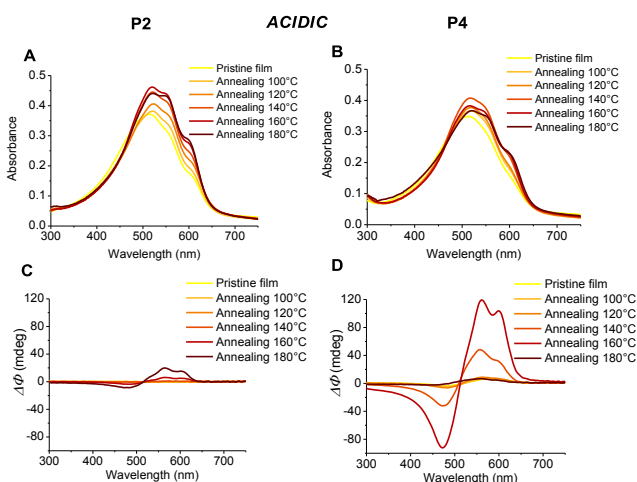 P2 ACIDIC P4
A
Pristine film
Annealing 100°C
Annealing 120°C
Annealing 140°C
Annealing 160°C
Annealing 180°C
0.5
0.4
0.3
0.2
0.1
0.0
Absorbance
300 400 500 600 700
Wavelength (nm)
B
Pristine film
Annealing 100°C
Annealing 120°C
Annealing 140°C
Annealing 160°C
Annealing 180°C
0.5
0.4
0.3
0.2
0.1
0.0
Absorbance
300 400 500 600 700
Wavelength (nm)
C
Pristine film
Annealing 100°C
Annealing 120°C
Annealing 140°C
Annealing 160°C
Annealing 180°C
120
80
40
0
-40
-80
ΔΦ (mdeg)
300 400 500 600 700
Wavelength (nm)
D
Pristine film
Annealing 100°C
Annealing 120°C
Annealing 140°C
Annealing 160°C
Annealing 180°C
120
80
40
0
-40
-80
ΔΦ (mdeg)
300 400 500 600 700
Wavelength (nm)